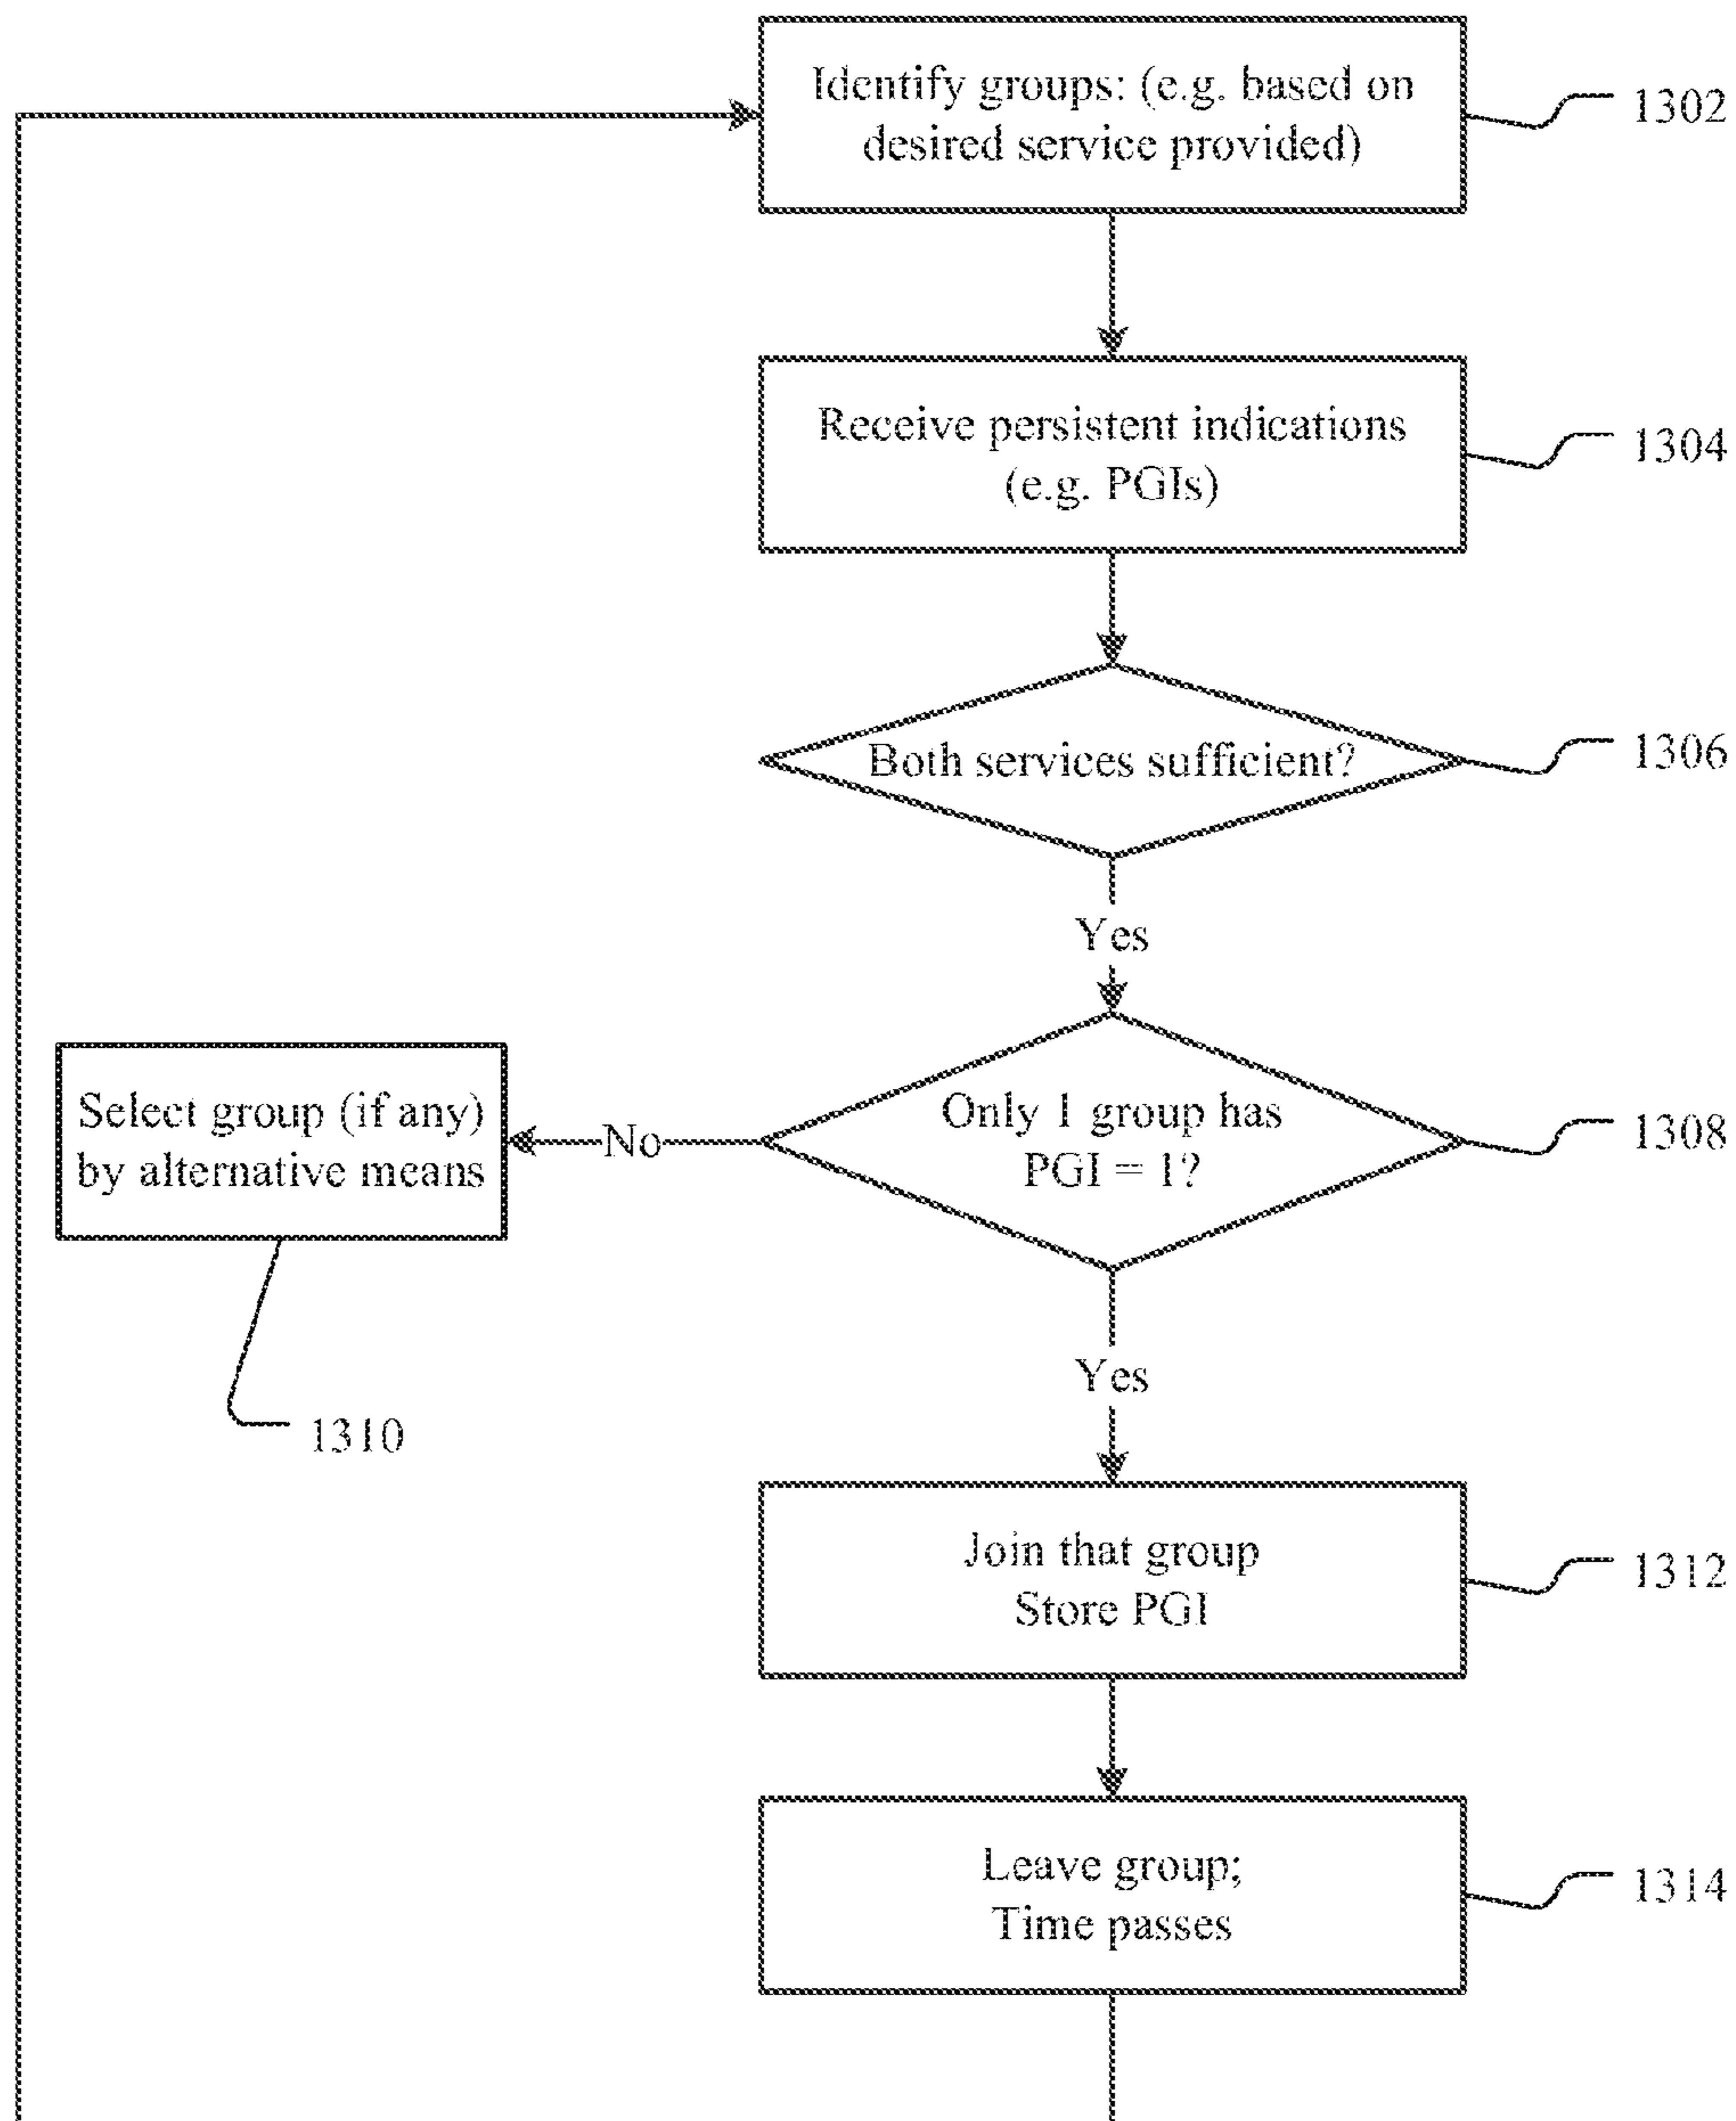 Identify groups: (e.g. based on
desired service provided)
1302
Receive persistent indications
(e.g. PGIs)
1304
Both services sufficient?
1306
Yes
Only 1 group has
PGI = 1?
1308
No
Select group (if any)
by alternative means
1310
Yes
Join that group
Store PGI
1312
Leave group;
Time passes
1314